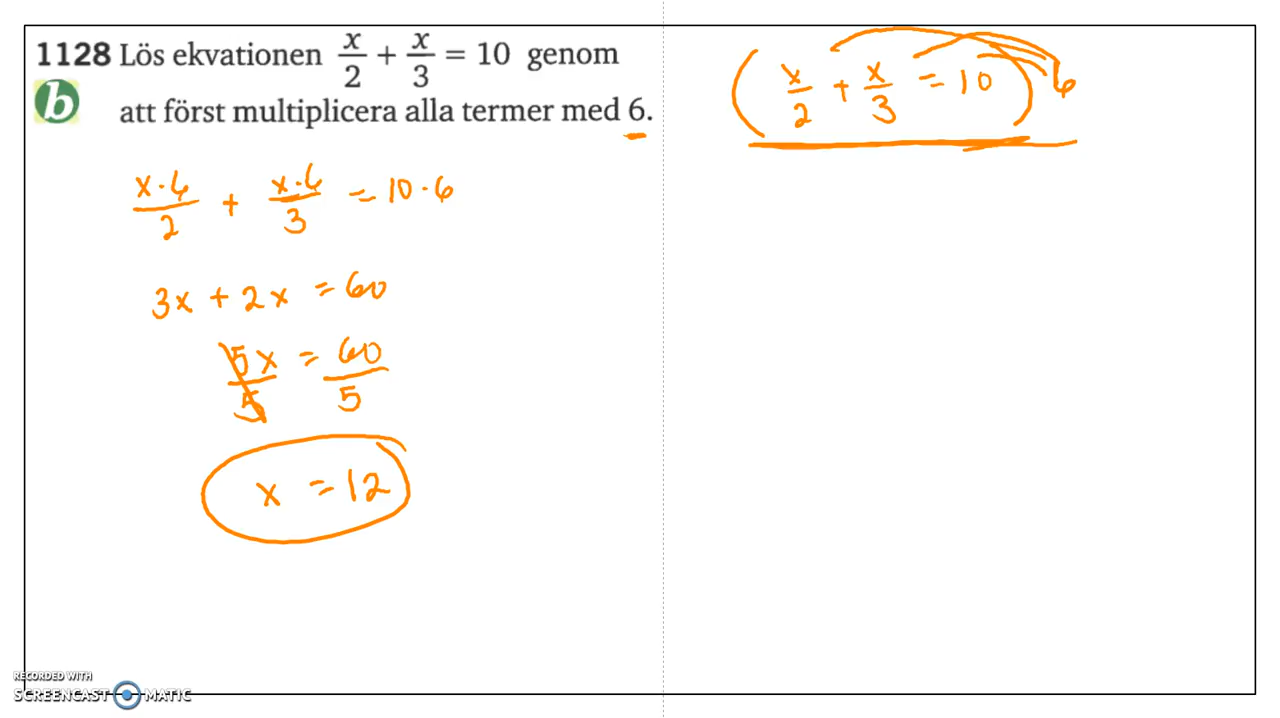 1128 Lös ekvationen x/2 + x/3 = 10 genom
b att först multiplicera alla termer med 6.
x·6/2 + x·6/3 = 10·6
3x + 2x = 60
5x/5 = 60/5
x = 12
(x/2 + x/3 = 10) 6
RECORDED WITH
SCREENCAST MATIC